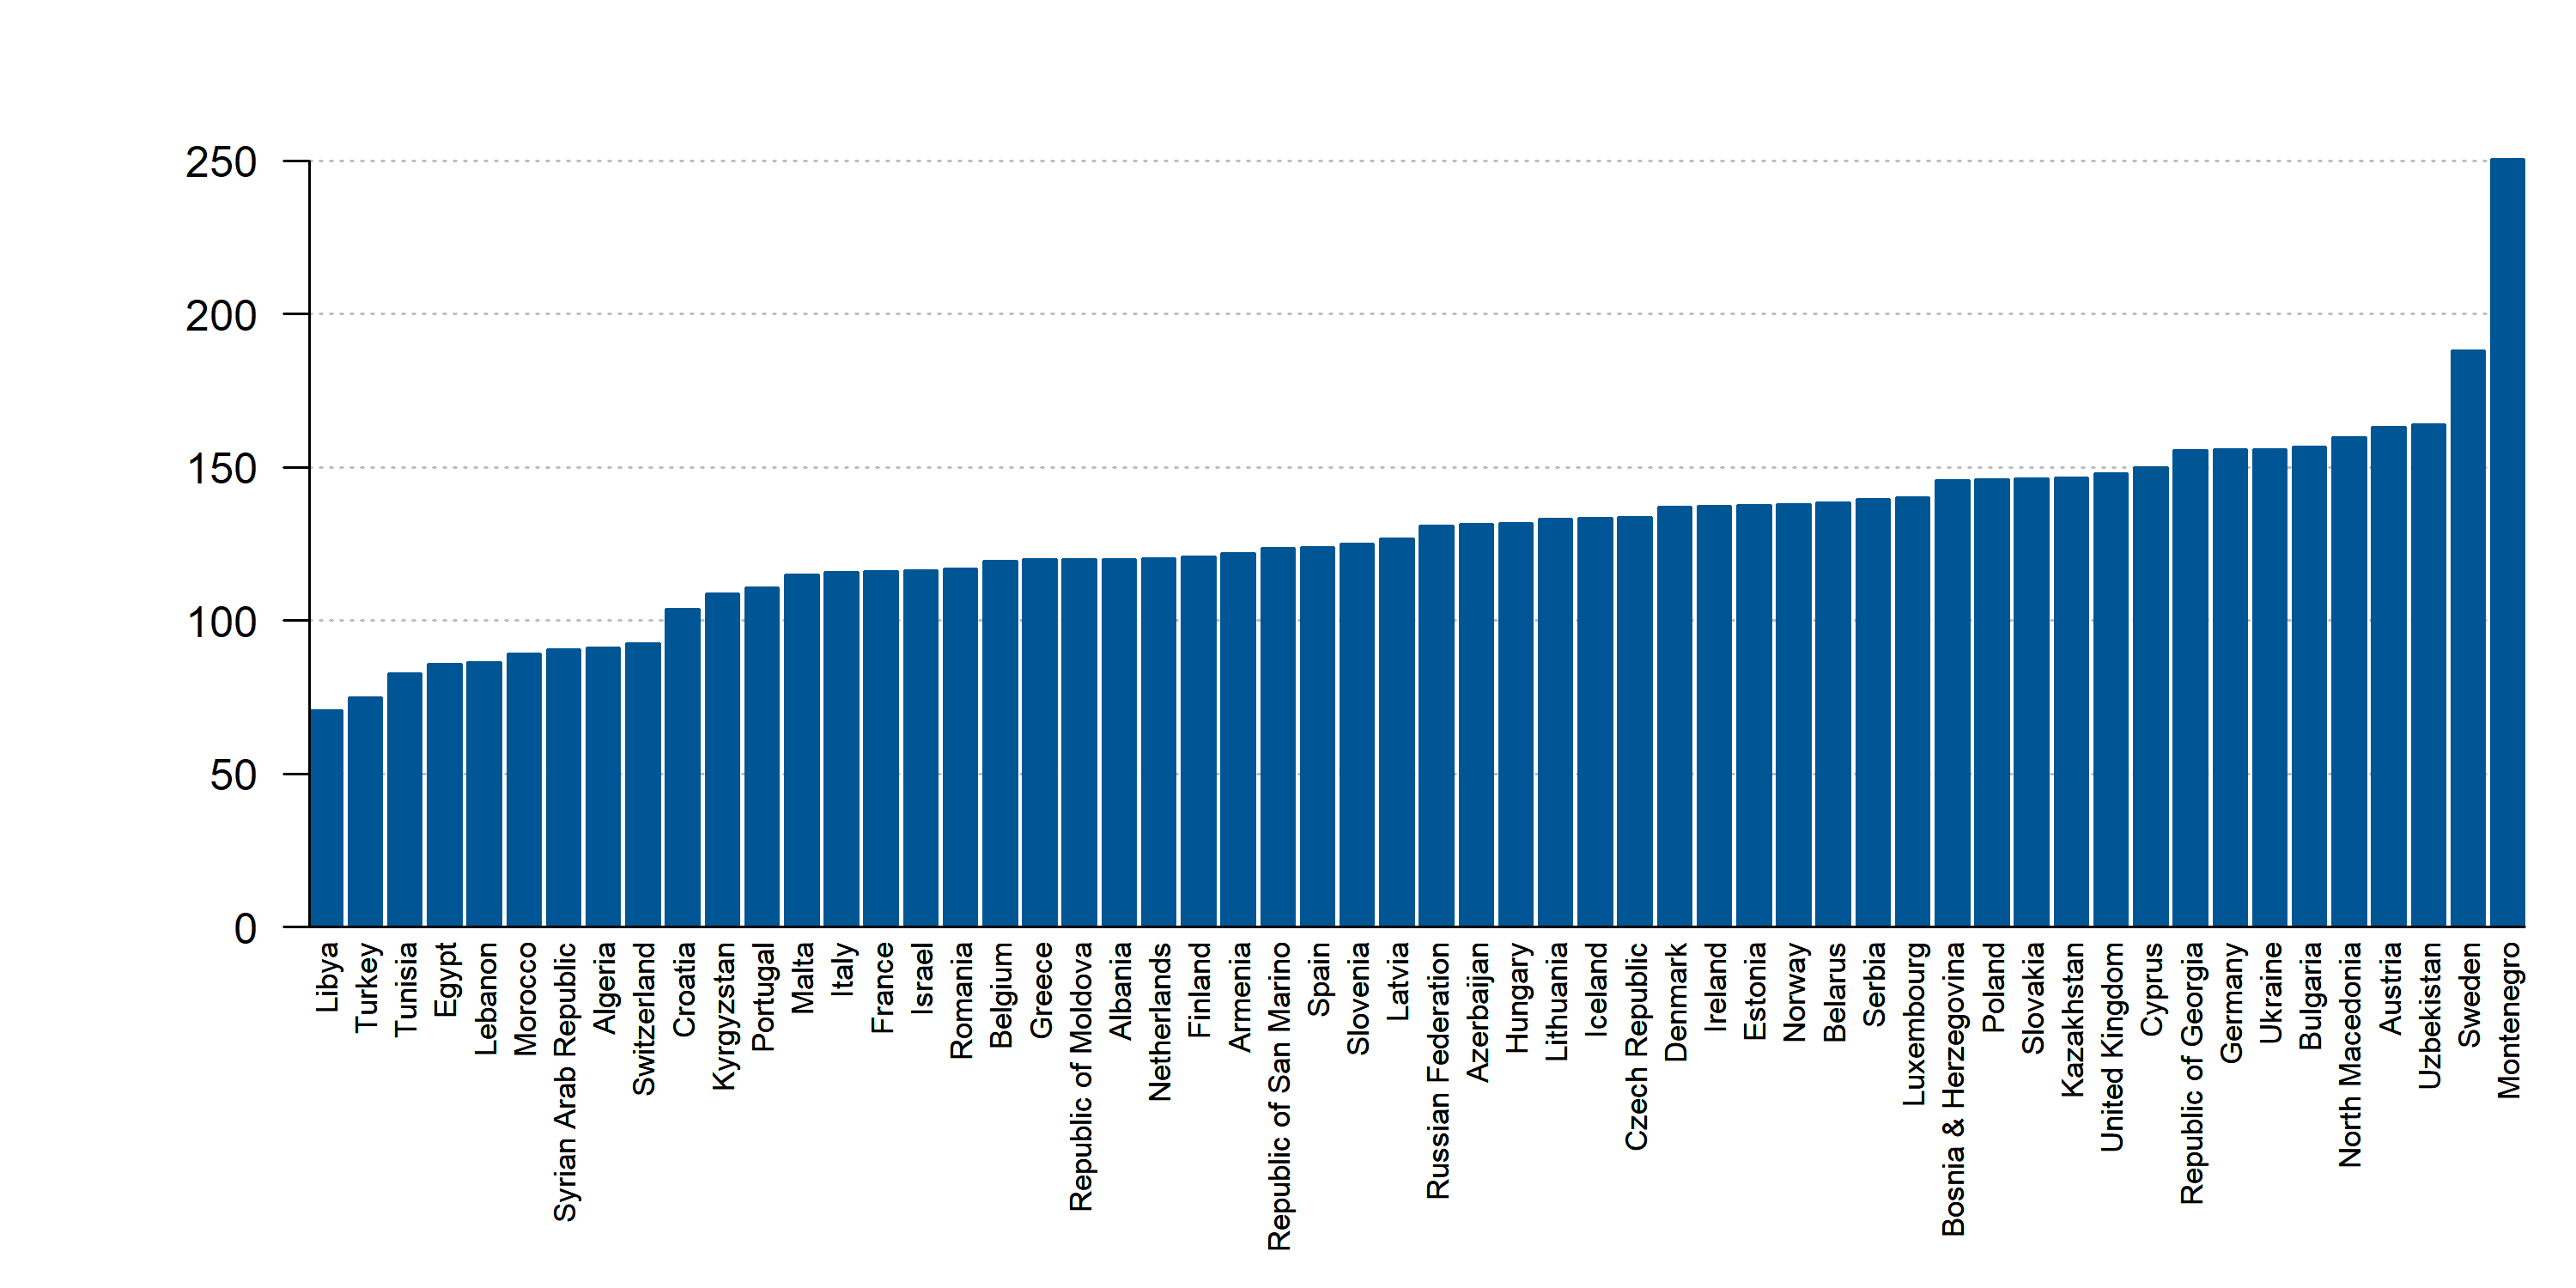 250
200
150
100
50
0
Libya
Turkey
Tunisia
Egypt
Lebanon
Morocco
Syrian Arab Republic
Algeria
Switzerland
Croatia
Kyrgyzstan
Portugal
Malta
Italy
France
Israel
Romania
Belgium
Greece
Republic of Moldova
Albania
Netherlands
Finland
Armenia
Republic of San Marino
Spain
Slovenia
Latvia
Russian Federation
Azerbaijan
Hungary
Lithuania
Iceland
Czech Republic
Denmark
Ireland
Estonia
Norway
Belarus
Serbia
Luxembourg
Bosnia & Herzegovina
Poland
Slovakia
Kazakhstan
United Kingdom
Cyprus
Republic of Georgia
Germany
Ukraine
Bulgaria
North Macedonia
Austria
Uzbekistan
Sweden
Montenegro